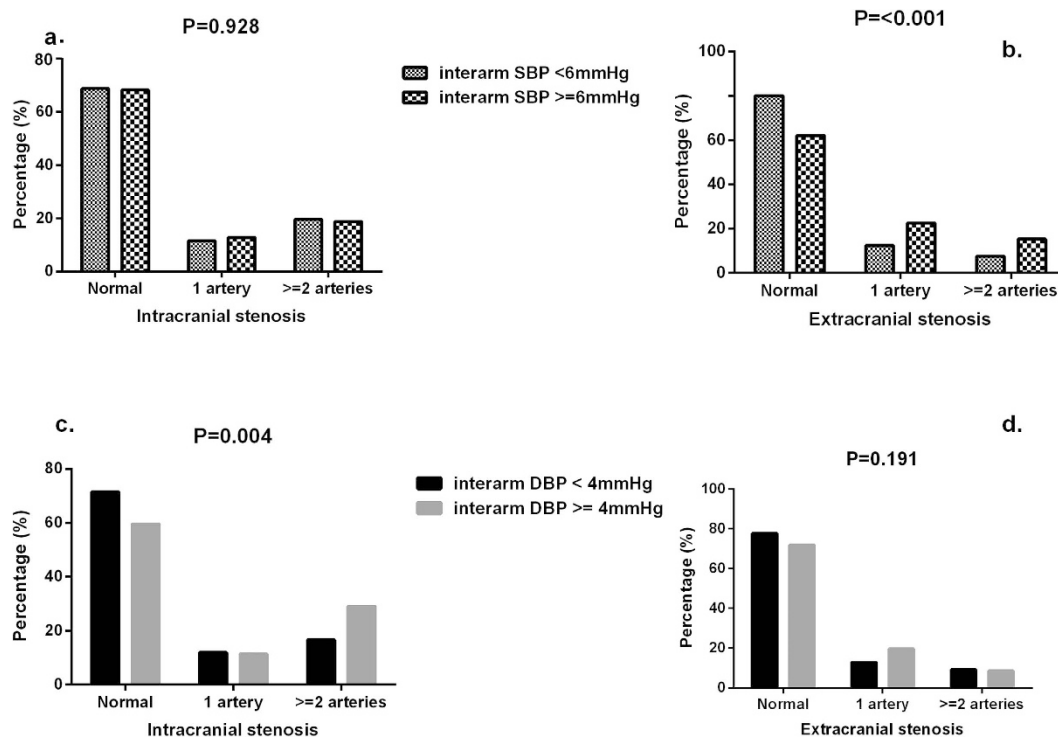 a.
P=0.928
80
60
40
20
0
Percentage (%)
Normal 1 artery >=2 arteries
Intracranial stenosis
interarm SBP <6mmHg
interarm SBP >=6mmHg
P=<0.001
b.
100
80
60
40
20
0
Percentage (%)
Normal 1 artery >=2 arteries
Extracranial stenosis
c.
P=0.004
80
60
40
20
0
Percentage (%)
Normal 1 artery >=2 arteries
Intracranial stenosis
interarm DBP < 4mmHg
interarm DBP >= 4mmHg
d.
P=0.191
100
80
60
40
20
0
Percentage (%)
Normal 1 artery >=2 arteries
Extracranial stenosis